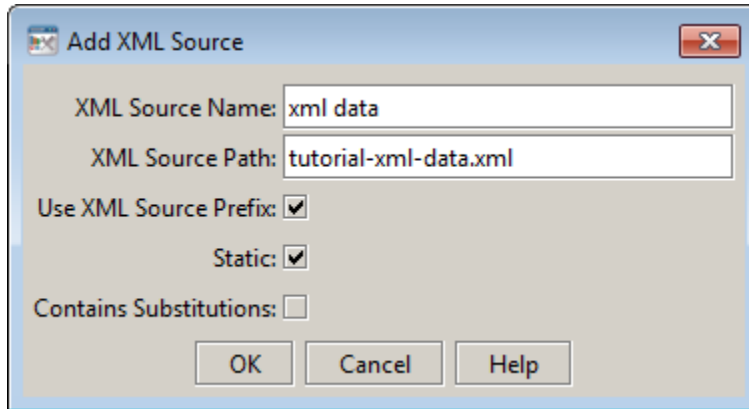 Add XML Source
XML Source Name: xml data
XML Source Path: tutorial-xml-data.xml
Use XML Source Prefix:
Static:
Contains Substitutions:
OK Cancel Help